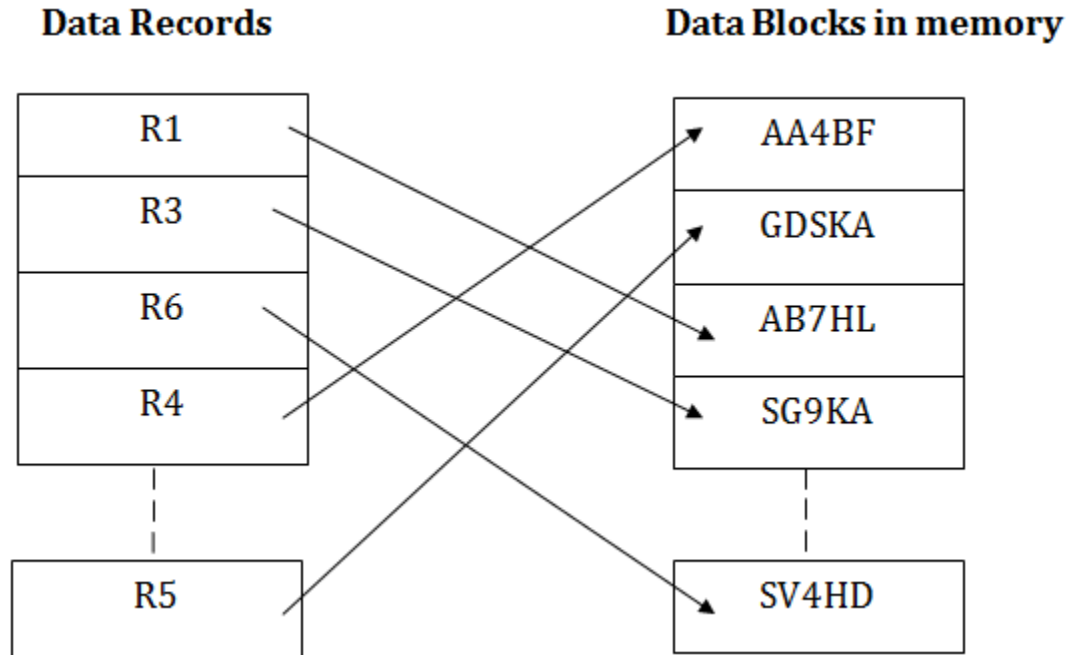 Data Records
Data Blocks in memory
R1
R3
R6
R4
R5
AA4BF
GDSKA
AB7HL
SG9KA
SV4HD